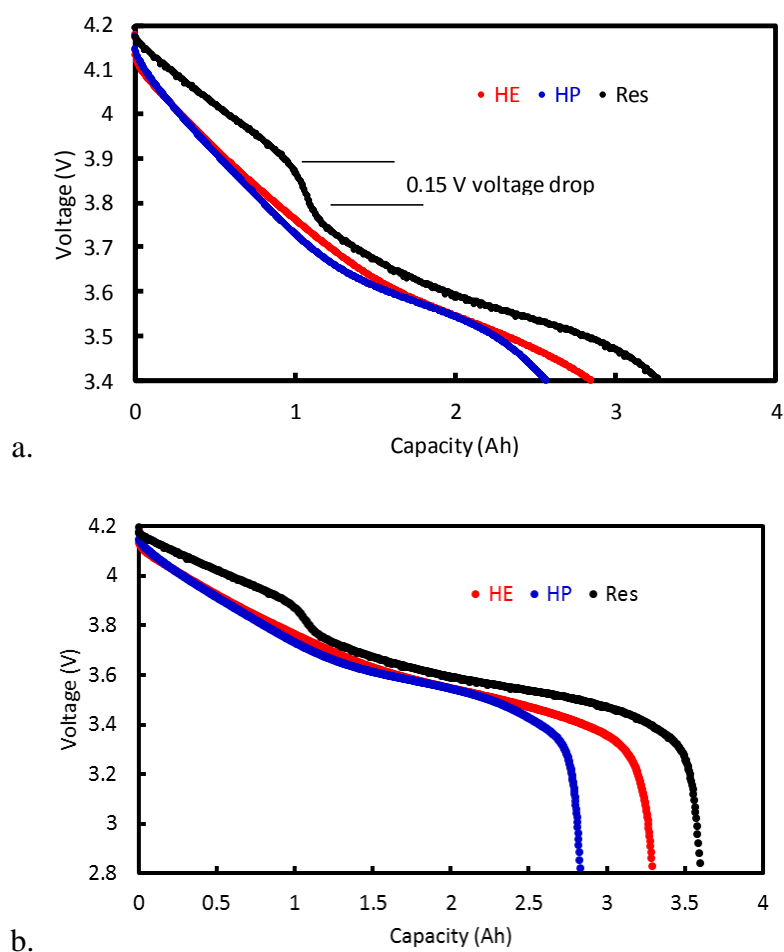 4.2
4.1
4
3.9
3.8
3.7
3.6
3.5
3.4
Voltage (V)
HE HP Res
0.15 V voltage drop
0 1 2 3 4
Capacity (Ah)
a.
4.2
4
3.8
3.6
3.4
3.2
3
2.8
Voltage (V)
HE HP Res
0 0.5 1 1.5 2 2.5 3 3.5 4
Capacity (Ah)
b.